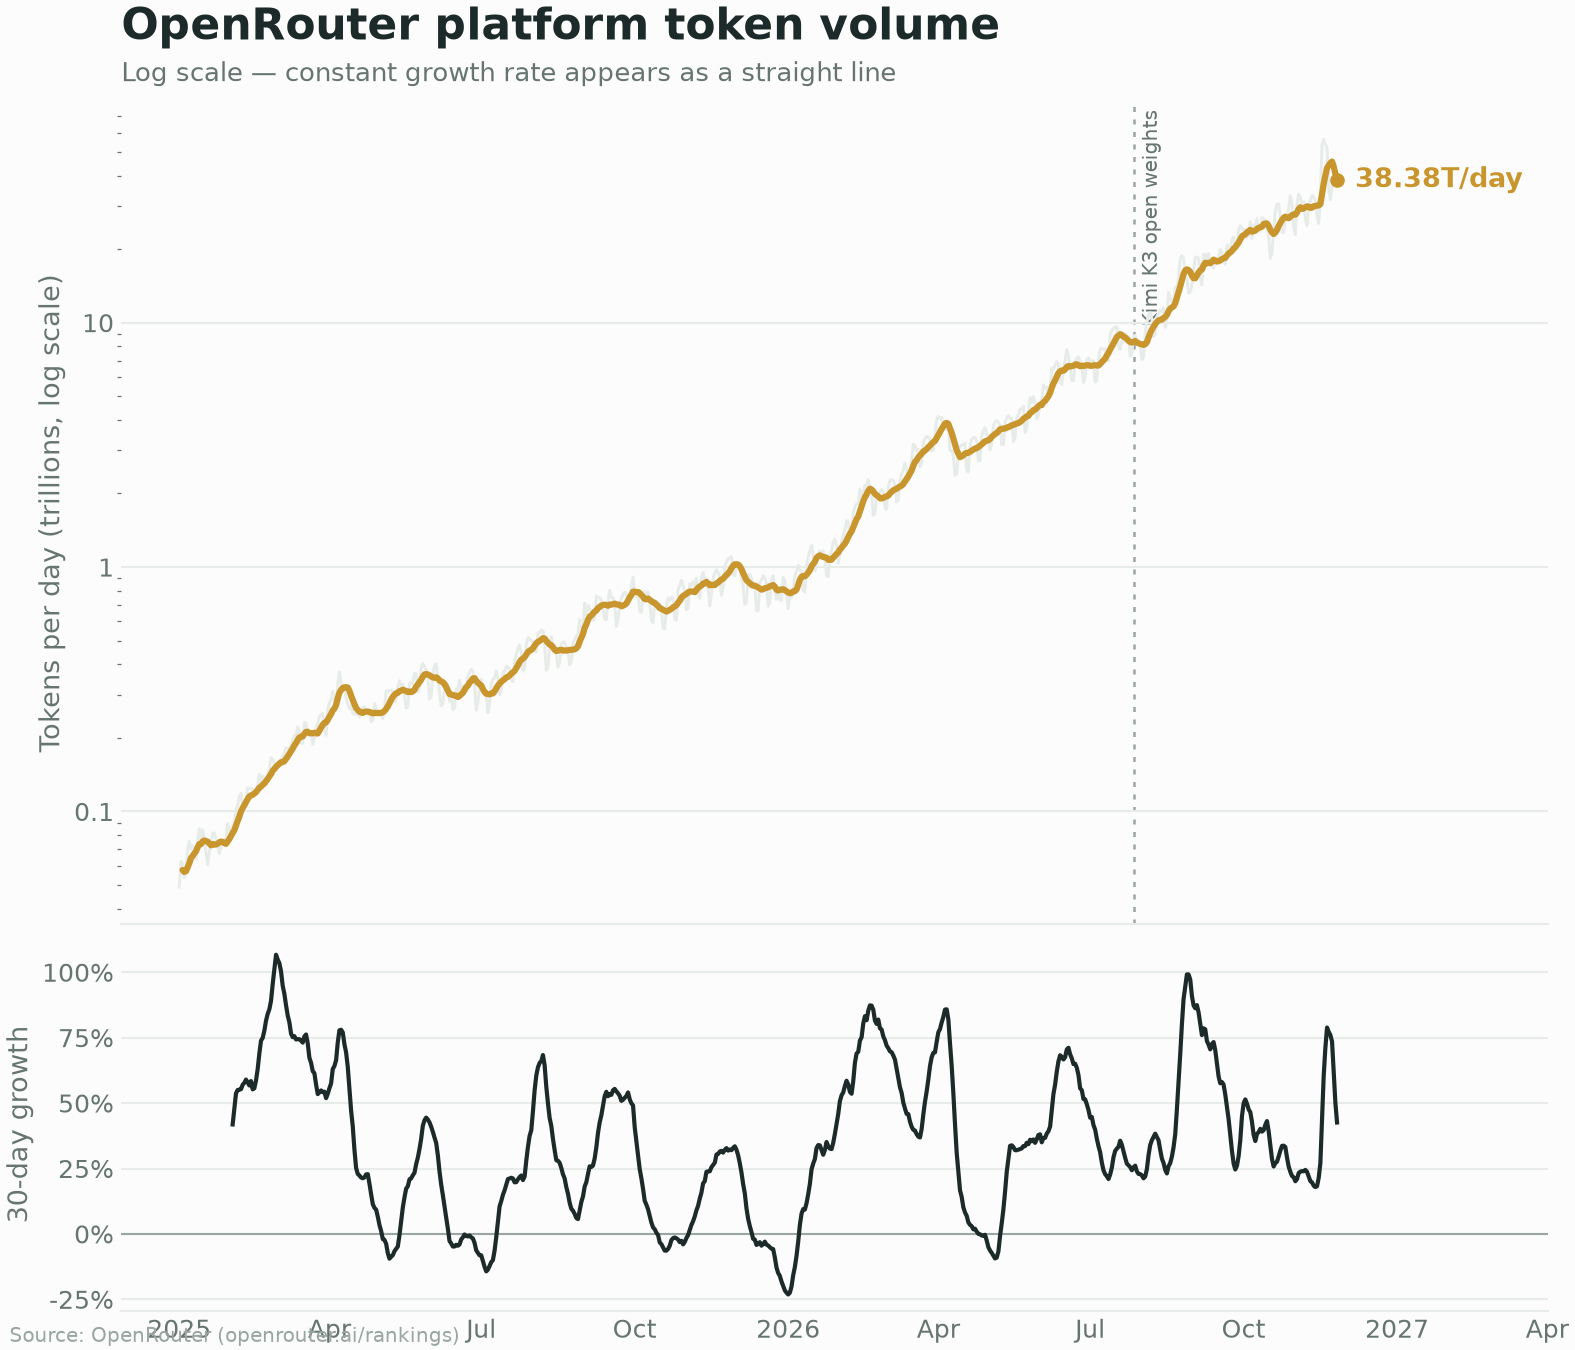 OpenRouter platform token volume
Log scale — constant growth rate appears as a straight line
Kimi K3 open weights
38.38T/day
Tokens per day (trillions, log scale)
10
1
0.1
30-day growth
100%
75%
50%
25%
0%
-25%
2025 Apr Jul Oct 2026 Apr Jul Oct 2027 Apr
Source: OpenRouter (openrouter.ai/rankings)